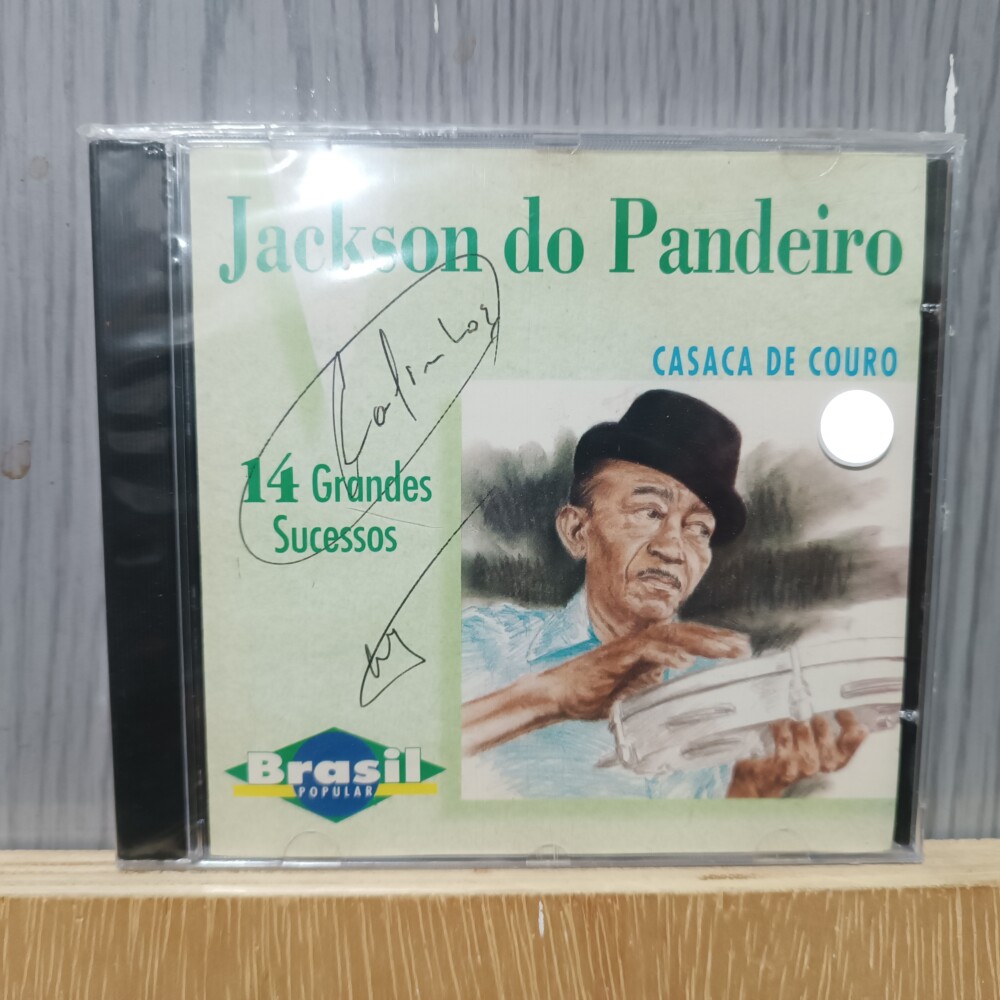 Jackson do Pandeiro
CASACA DE COURO
14 Grandes
Sucessos
Brasil
POPULAR